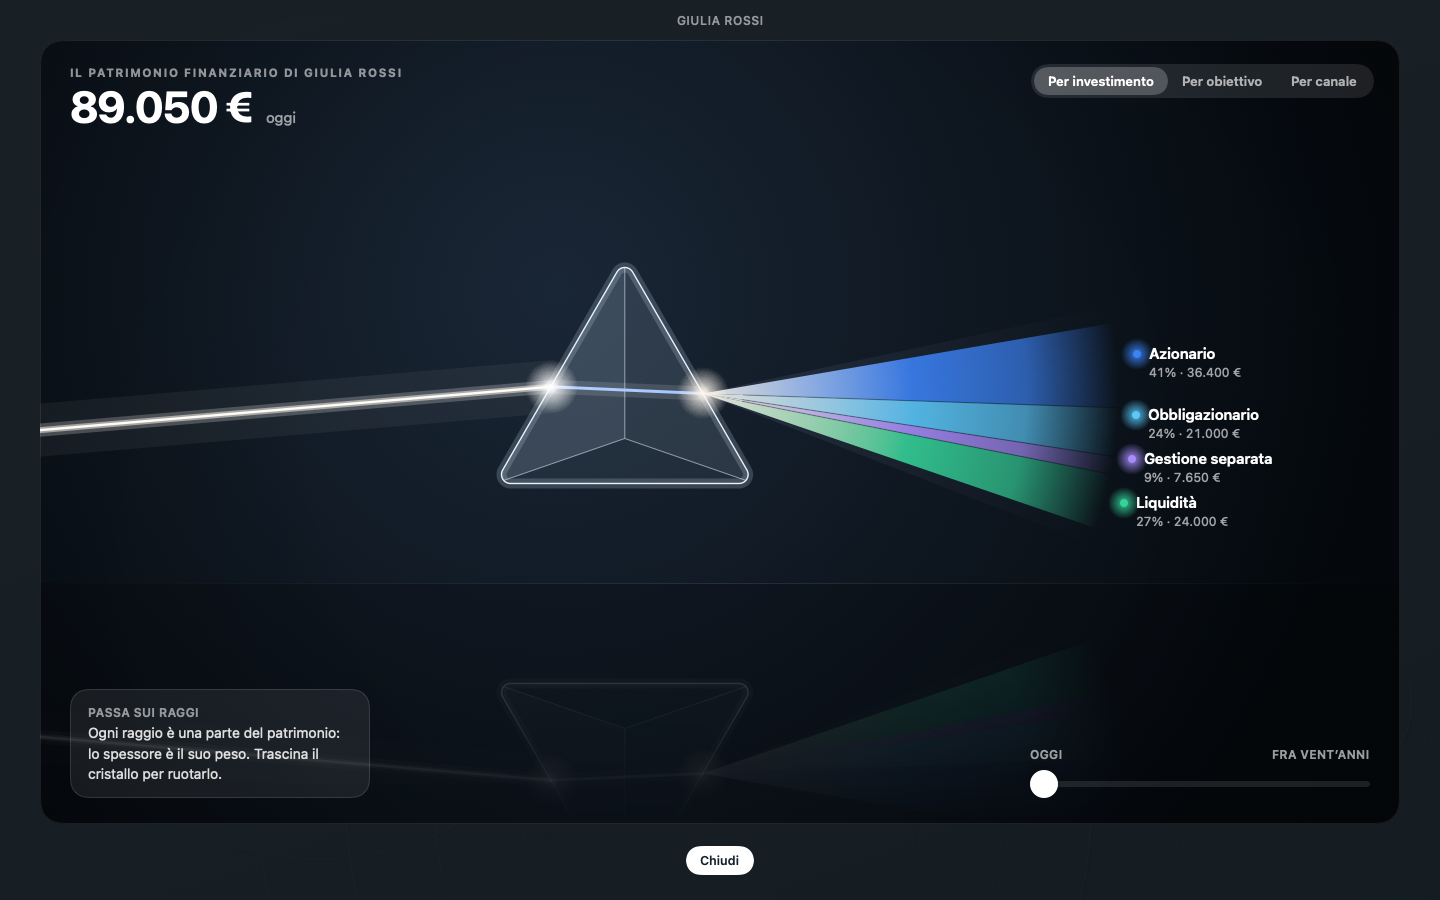 GIULIA ROSSI
IL PATRIMONIO FINANZIARIO DI GIULIA ROSSI
89.050 € oggi
Per investimento Per obiettivo Per canale
Azionario
41% · 36.400 €
Obbligazionario
24% · 21.000 €
Gestione separata
9% · 7.650 €
Liquidità
27% · 24.000 €
PASSA SUI RAGGI
Ogni raggio è una parte del patrimonio:
lo spessore è il suo peso. Trascina il
cristallo per ruotarlo.
OGGI FRA VENT’ANNI
Chiudi